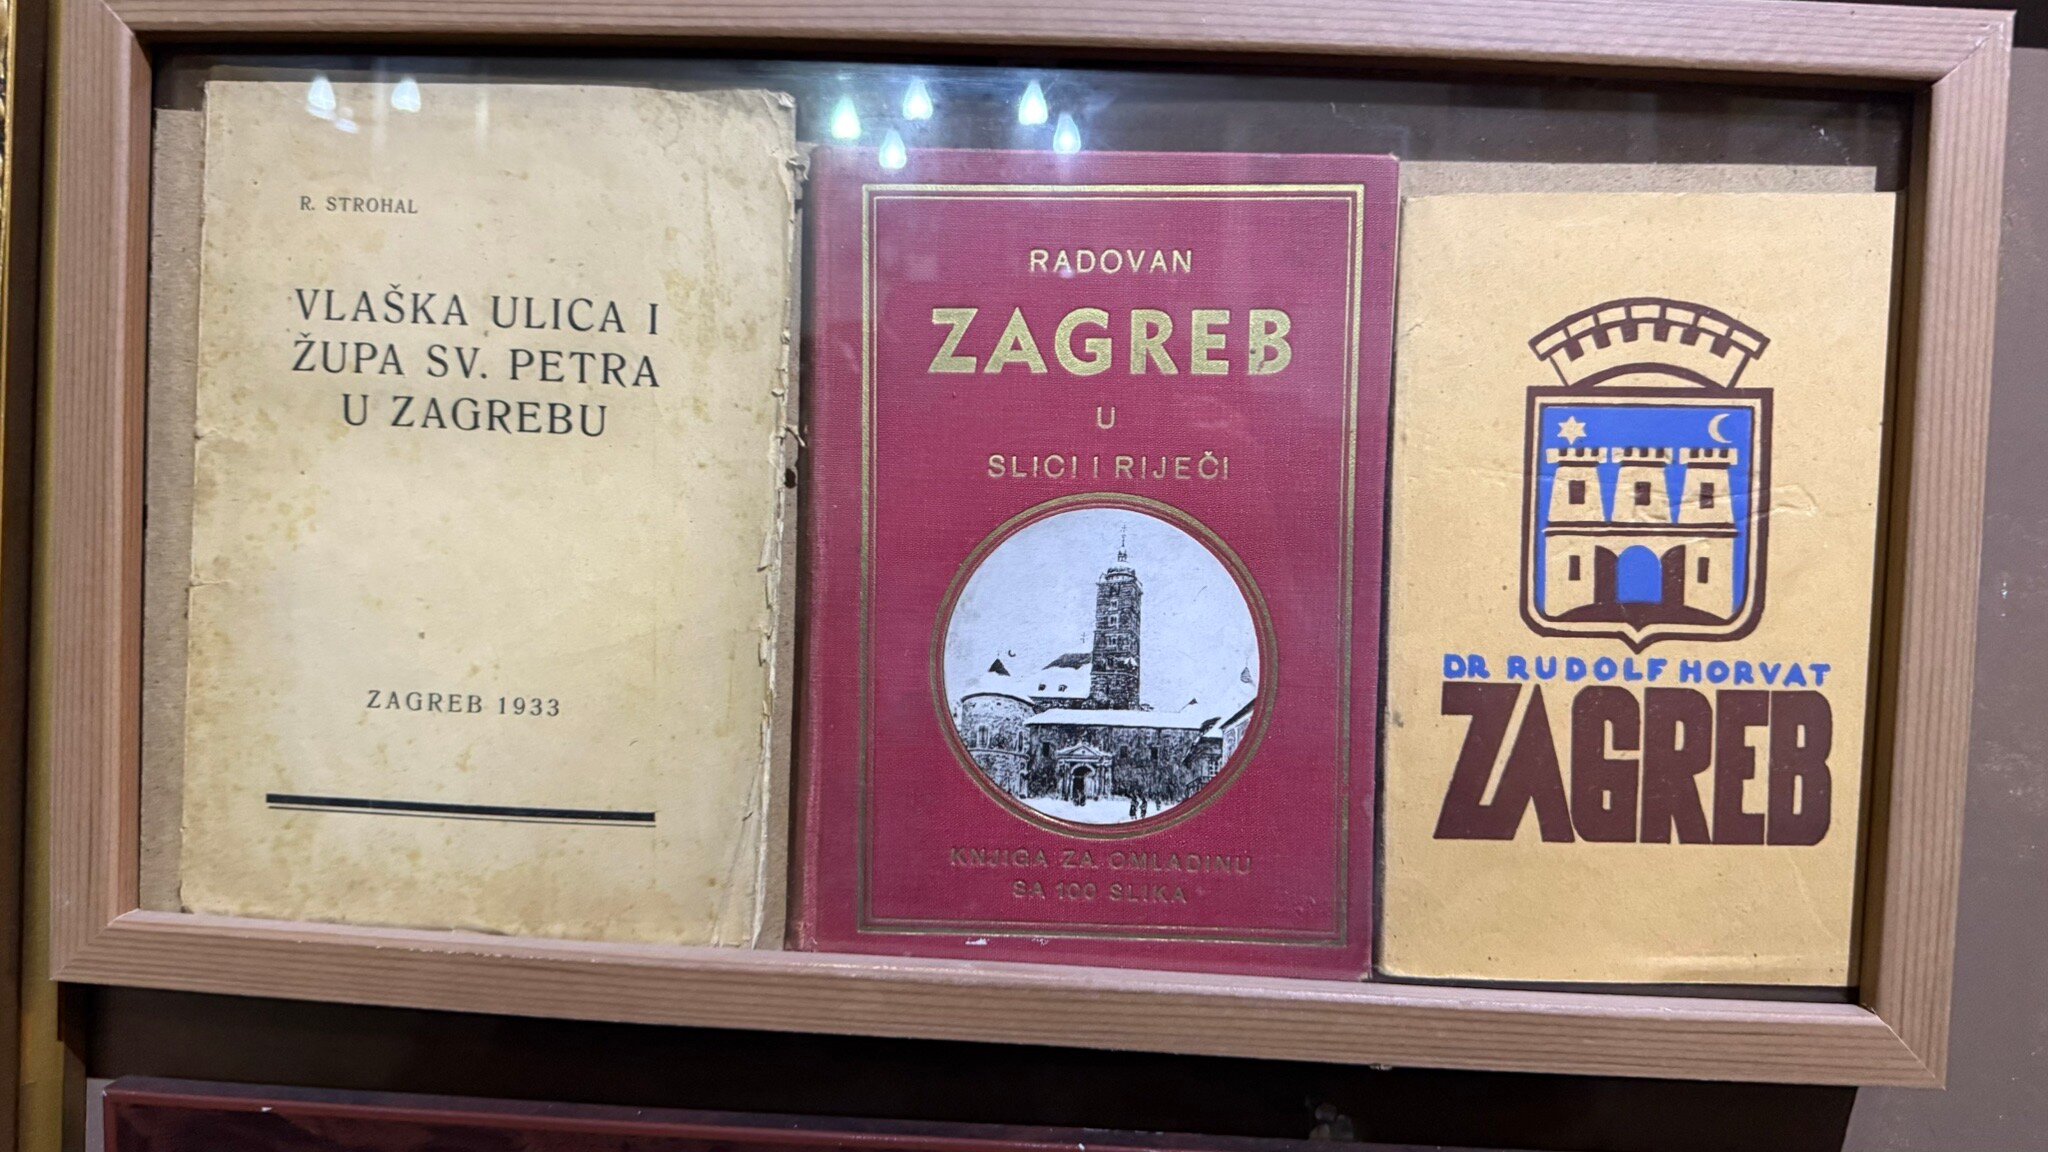 R. STROHAL
VLAŠKA ULICA I
ŽUPA SV. PETRA
U ZAGREBU
ZAGREB 1933
RADOVAN
ZAGREB
U
SLICI I RIJEČI
KNJIGA ZA OMLADINU
SA 100 SLIKA
DR RUDOLF HORVAT
ZAGREB